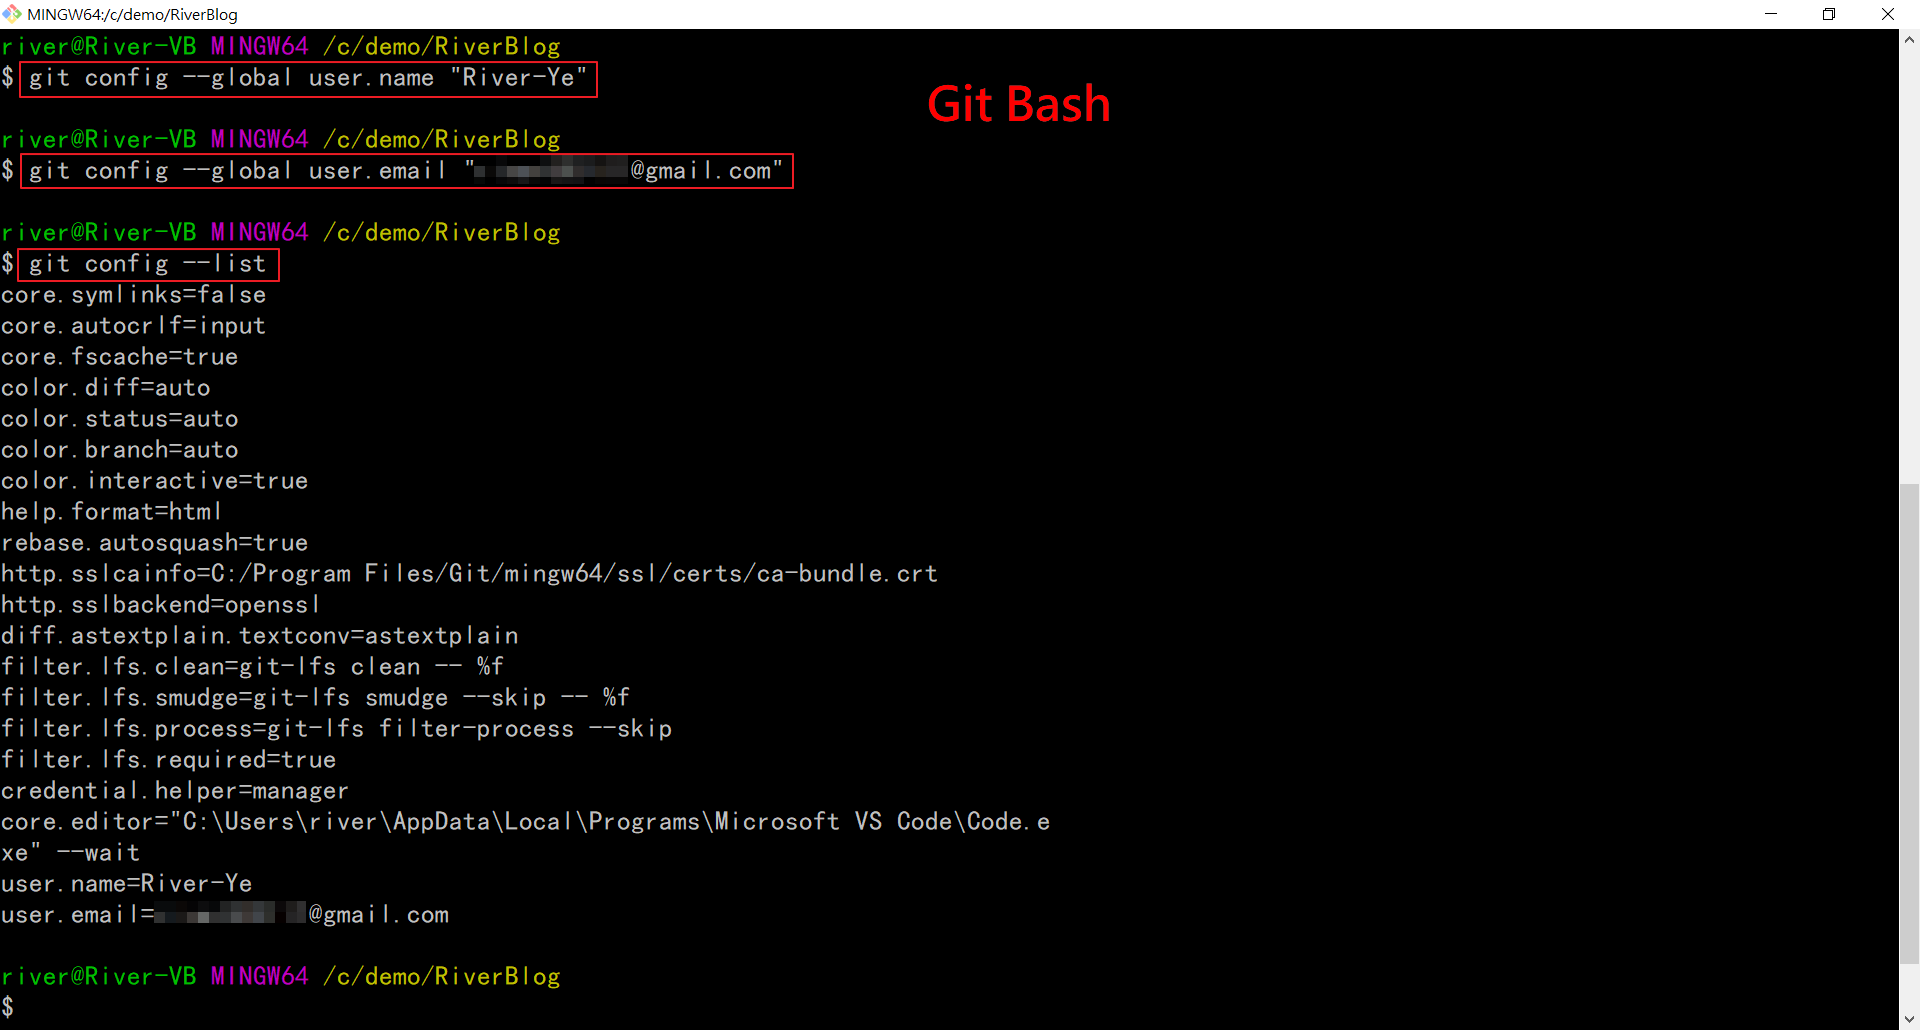 MINGW64:/c/demo/RiverBlog
river@River-VB MINGW64 /c/demo/RiverBlog
$ git config --global user.name "River-Ye"
Git Bash
river@River-VB MINGW64 /c/demo/RiverBlog
$ git config --global user.email "@gmail.com"
river@River-VB MINGW64 /c/demo/RiverBlog
$ git config --list
core.symlinks=false
core.autocrlf=input
core.fscache=true
color.diff=auto
color.status=auto
color.branch=auto
color.interactive=true
help.format=html
rebase.autosquash=true
http.sslcainfo=C:/Program Files/Git/mingw64/ssl/certs/ca-bundle.crt
http.sslbackend=openssl
diff.astextplain.textconv=astextplain
filter.lfs.clean=git-lfs clean -- %f
filter.lfs.smudge=git-lfs smudge --skip -- %f
filter.lfs.process=git-lfs filter-process --skip
filter.lfs.required=true
credential.helper=manager
core.editor="C:\Users\river\AppData\Local\Programs\Microsoft VS Code\Code.e
xe" --wait
user.name=River-Ye
user.email=@gmail.com
river@River-VB MINGW64 /c/demo/RiverBlog
$